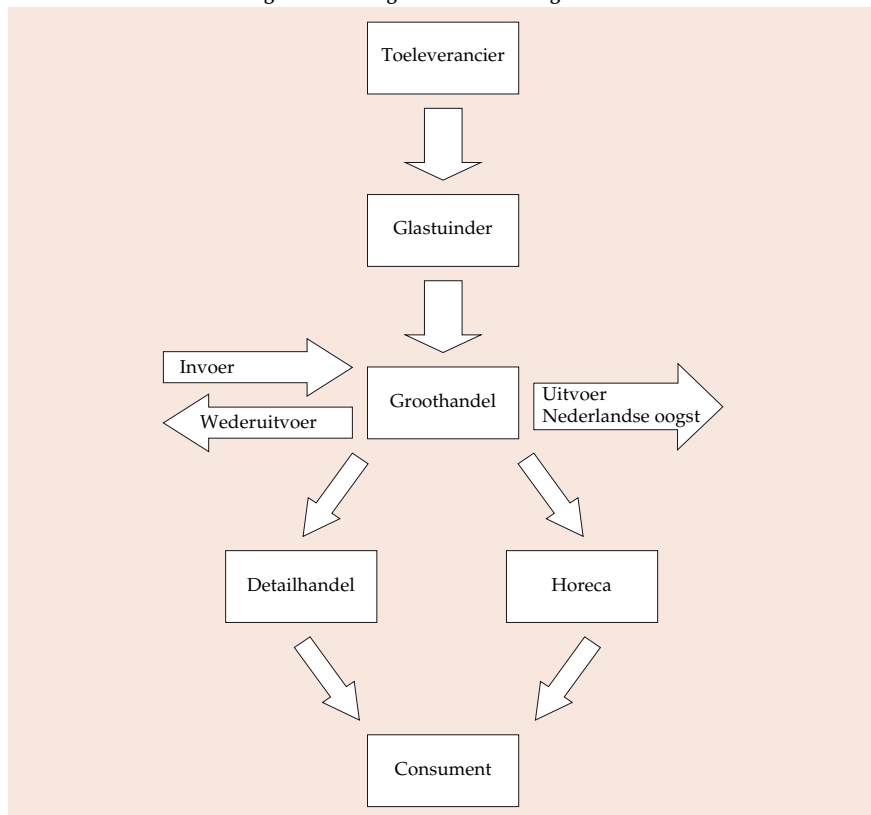 Toeleverancier
Glastuinder
Invoer
Wederuitvoer
Groothandel
Uitvoer
Nederlandse oogst
Detailhandel
Horeca
Consument